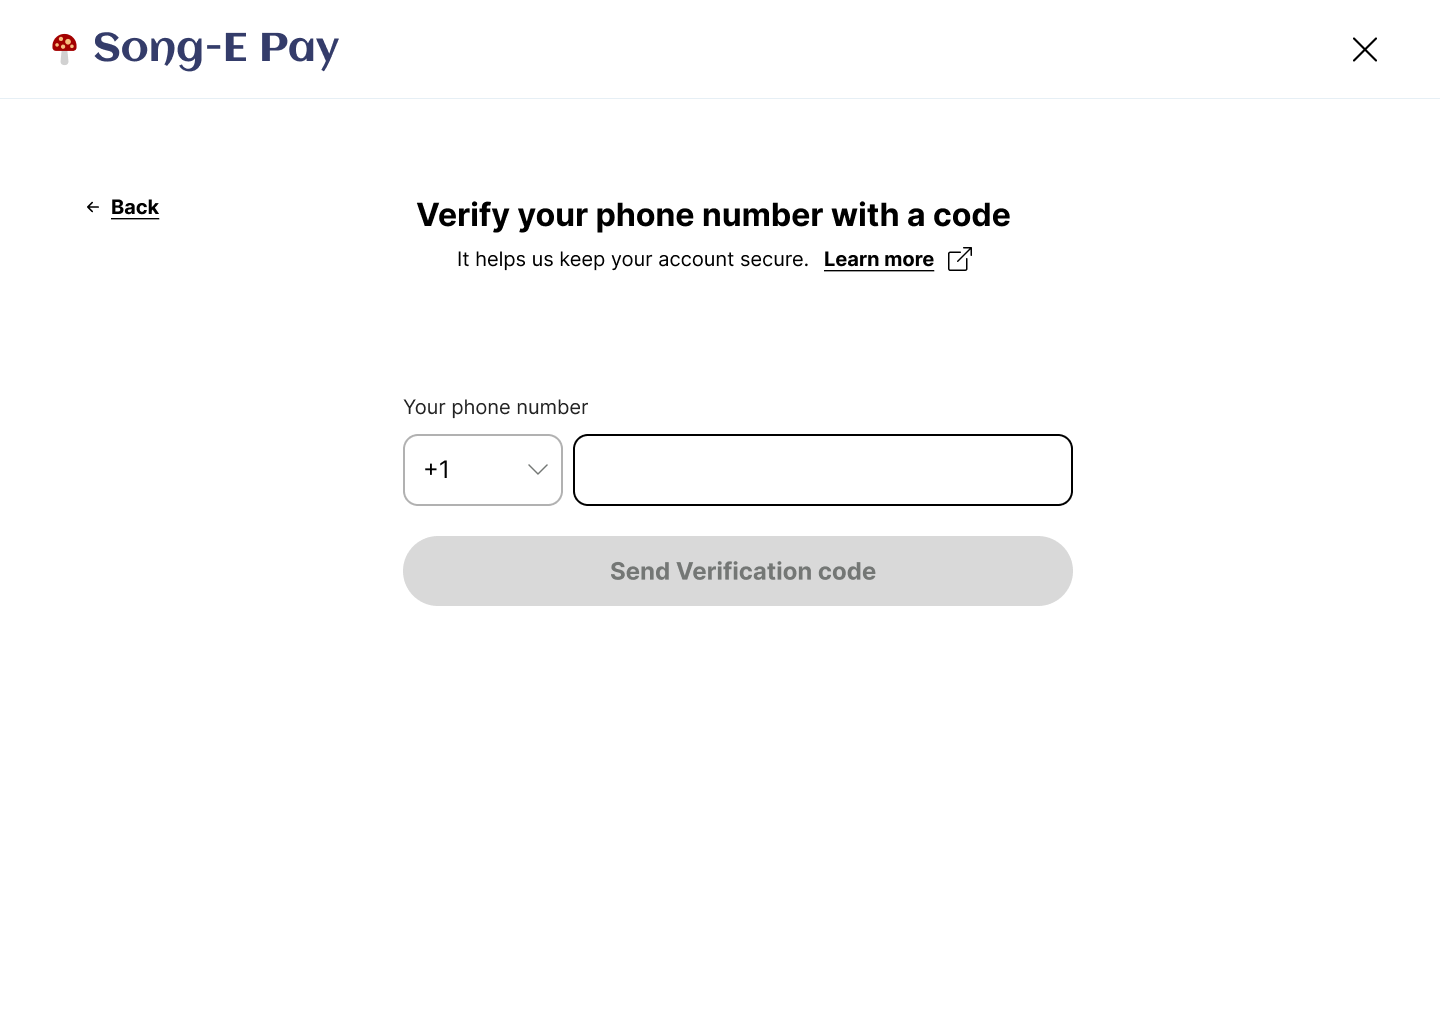 Song-E Pay
Back
Verify your phone number with a code
It helps us keep your account secure. Learn more
Your phone number
+1
Send Verification code